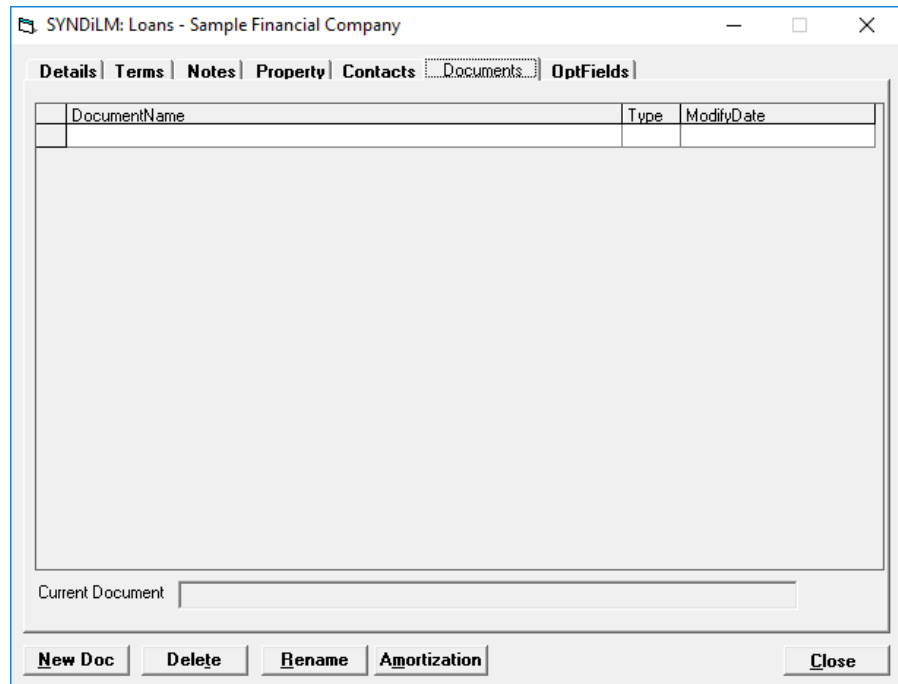 SYNDiLM: Loans - Sample Financial Company
Details Terms Notes Property Contacts Documents OptFields
DocumentName Type ModifyDate
Current Document
New Doc Delete Rename Amortization Close